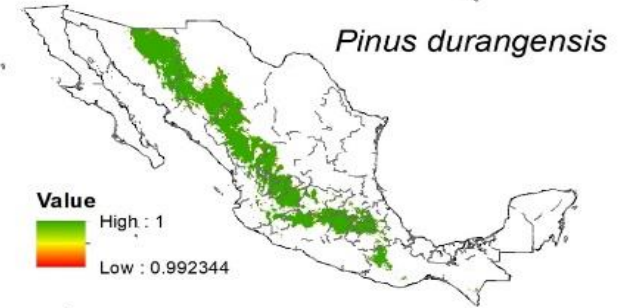 Pinus durangensis
Value
High : 1
Low : 0.992344